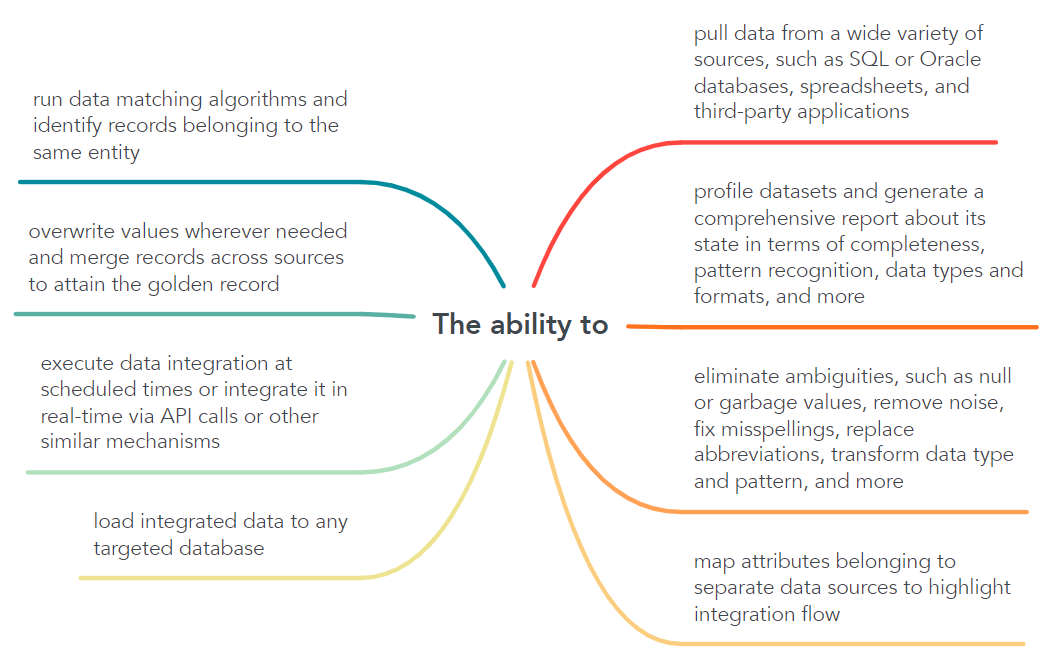 The ability to
pull data from a wide variety of
sources, such as SQL or Oracle
databases, spreadsheets, and
third-party applications
profile datasets and generate a
comprehensive report about its
state in terms of completeness,
pattern recognition, data types and
formats, and more
eliminate ambiguities, such as null
or garbage values, remove noise,
fix misspellings, replace
abbreviations, transform data type
and pattern, and more
map attributes belonging to
separate data sources to highlight
integration flow
run data matching algorithms and
identify records belonging to the
same entity
overwrite values wherever needed
and merge records across sources
to attain the golden record
execute data integration at
scheduled times or integrate it in
real-time via API calls or other
similar mechanisms
load integrated data to any
targeted database